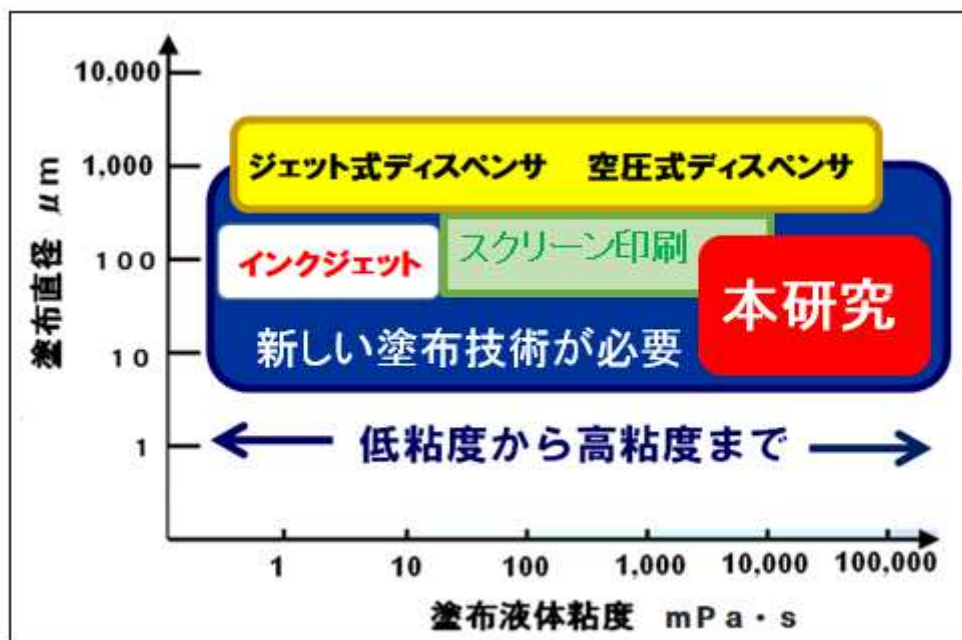 10,000
1,000
100
10
1
塗布直径 μm
ジェット式ディスペンサ 空圧式ディスペンサ
インクジェット
スクリーン印刷
本研究
新しい塗布技術が必要
低粘度から高粘度まで
1 10 100 1,000 10,000 100,000
塗布液体粘度 mPa・s